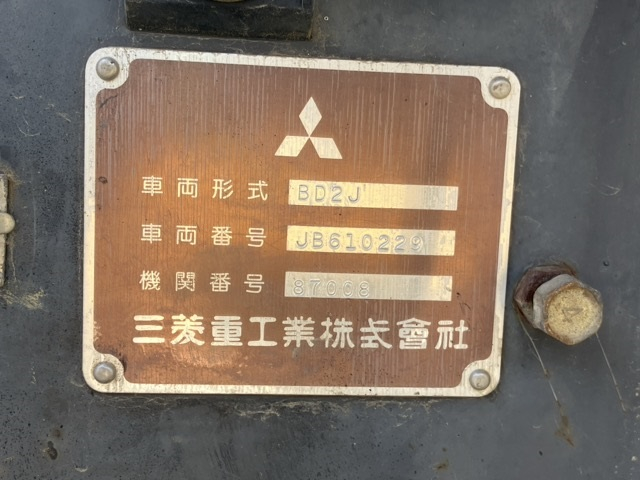 車両形式 BD2J
車両番号 JB610229
機関番号 87668
三菱重工業株式會社